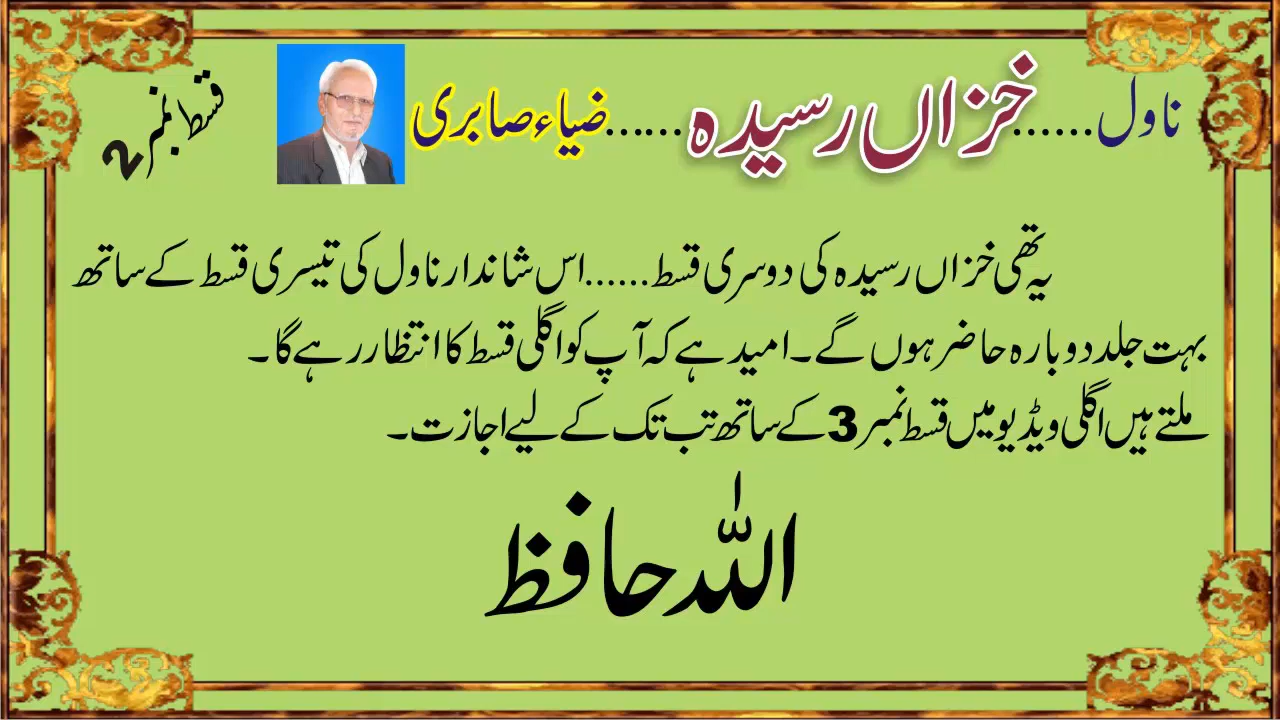 ناول......خزاں رسیدہ......ضیاء صابری
قسط نمبر 2
یہ تھی خزاں رسیدہ کی دوسری قسط......اس شاندار ناول کی تیسری قسط کے ساتھ
بہت جلد دوبارہ حاضر ہوں گے۔ امید ہے کہ آپ کو اگلی قسط کا انتظار رہے گا۔
ملتے ہیں اگلی ویڈیو میں قسط نمبر 3 کے ساتھ تب تک کے لیے اجازت۔
اللہ حافظ